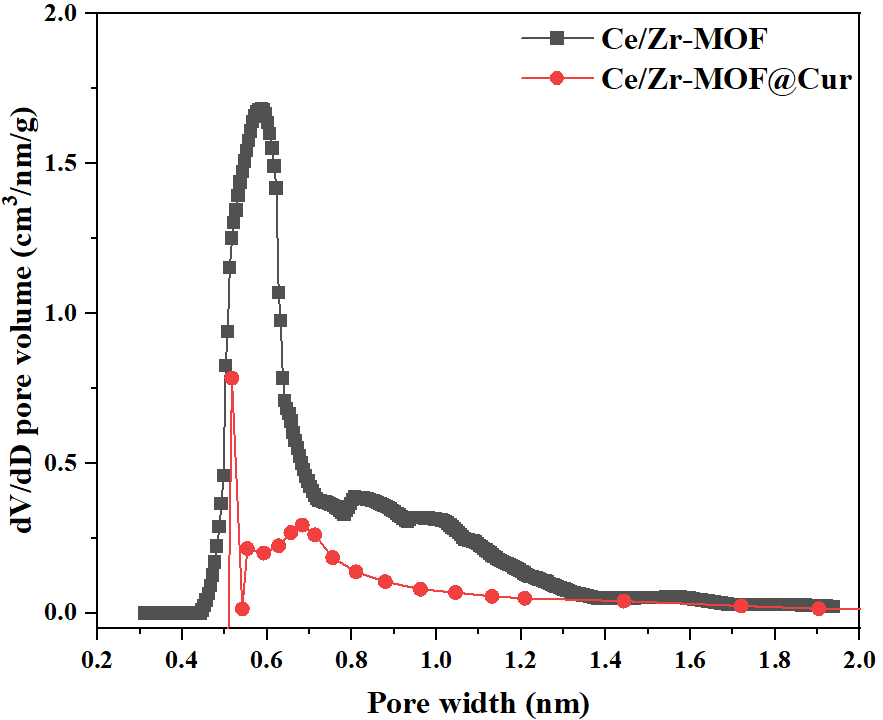 Ce/Zr-MOF
Ce/Zr-MOF@Cur
dV/dD pore volume (cm³/nm/g)
2.0
1.5
1.0
0.5
0.0
0.2 0.4 0.6 0.8 1.0 1.2 1.4 1.6 1.8 2.0
Pore width (nm)